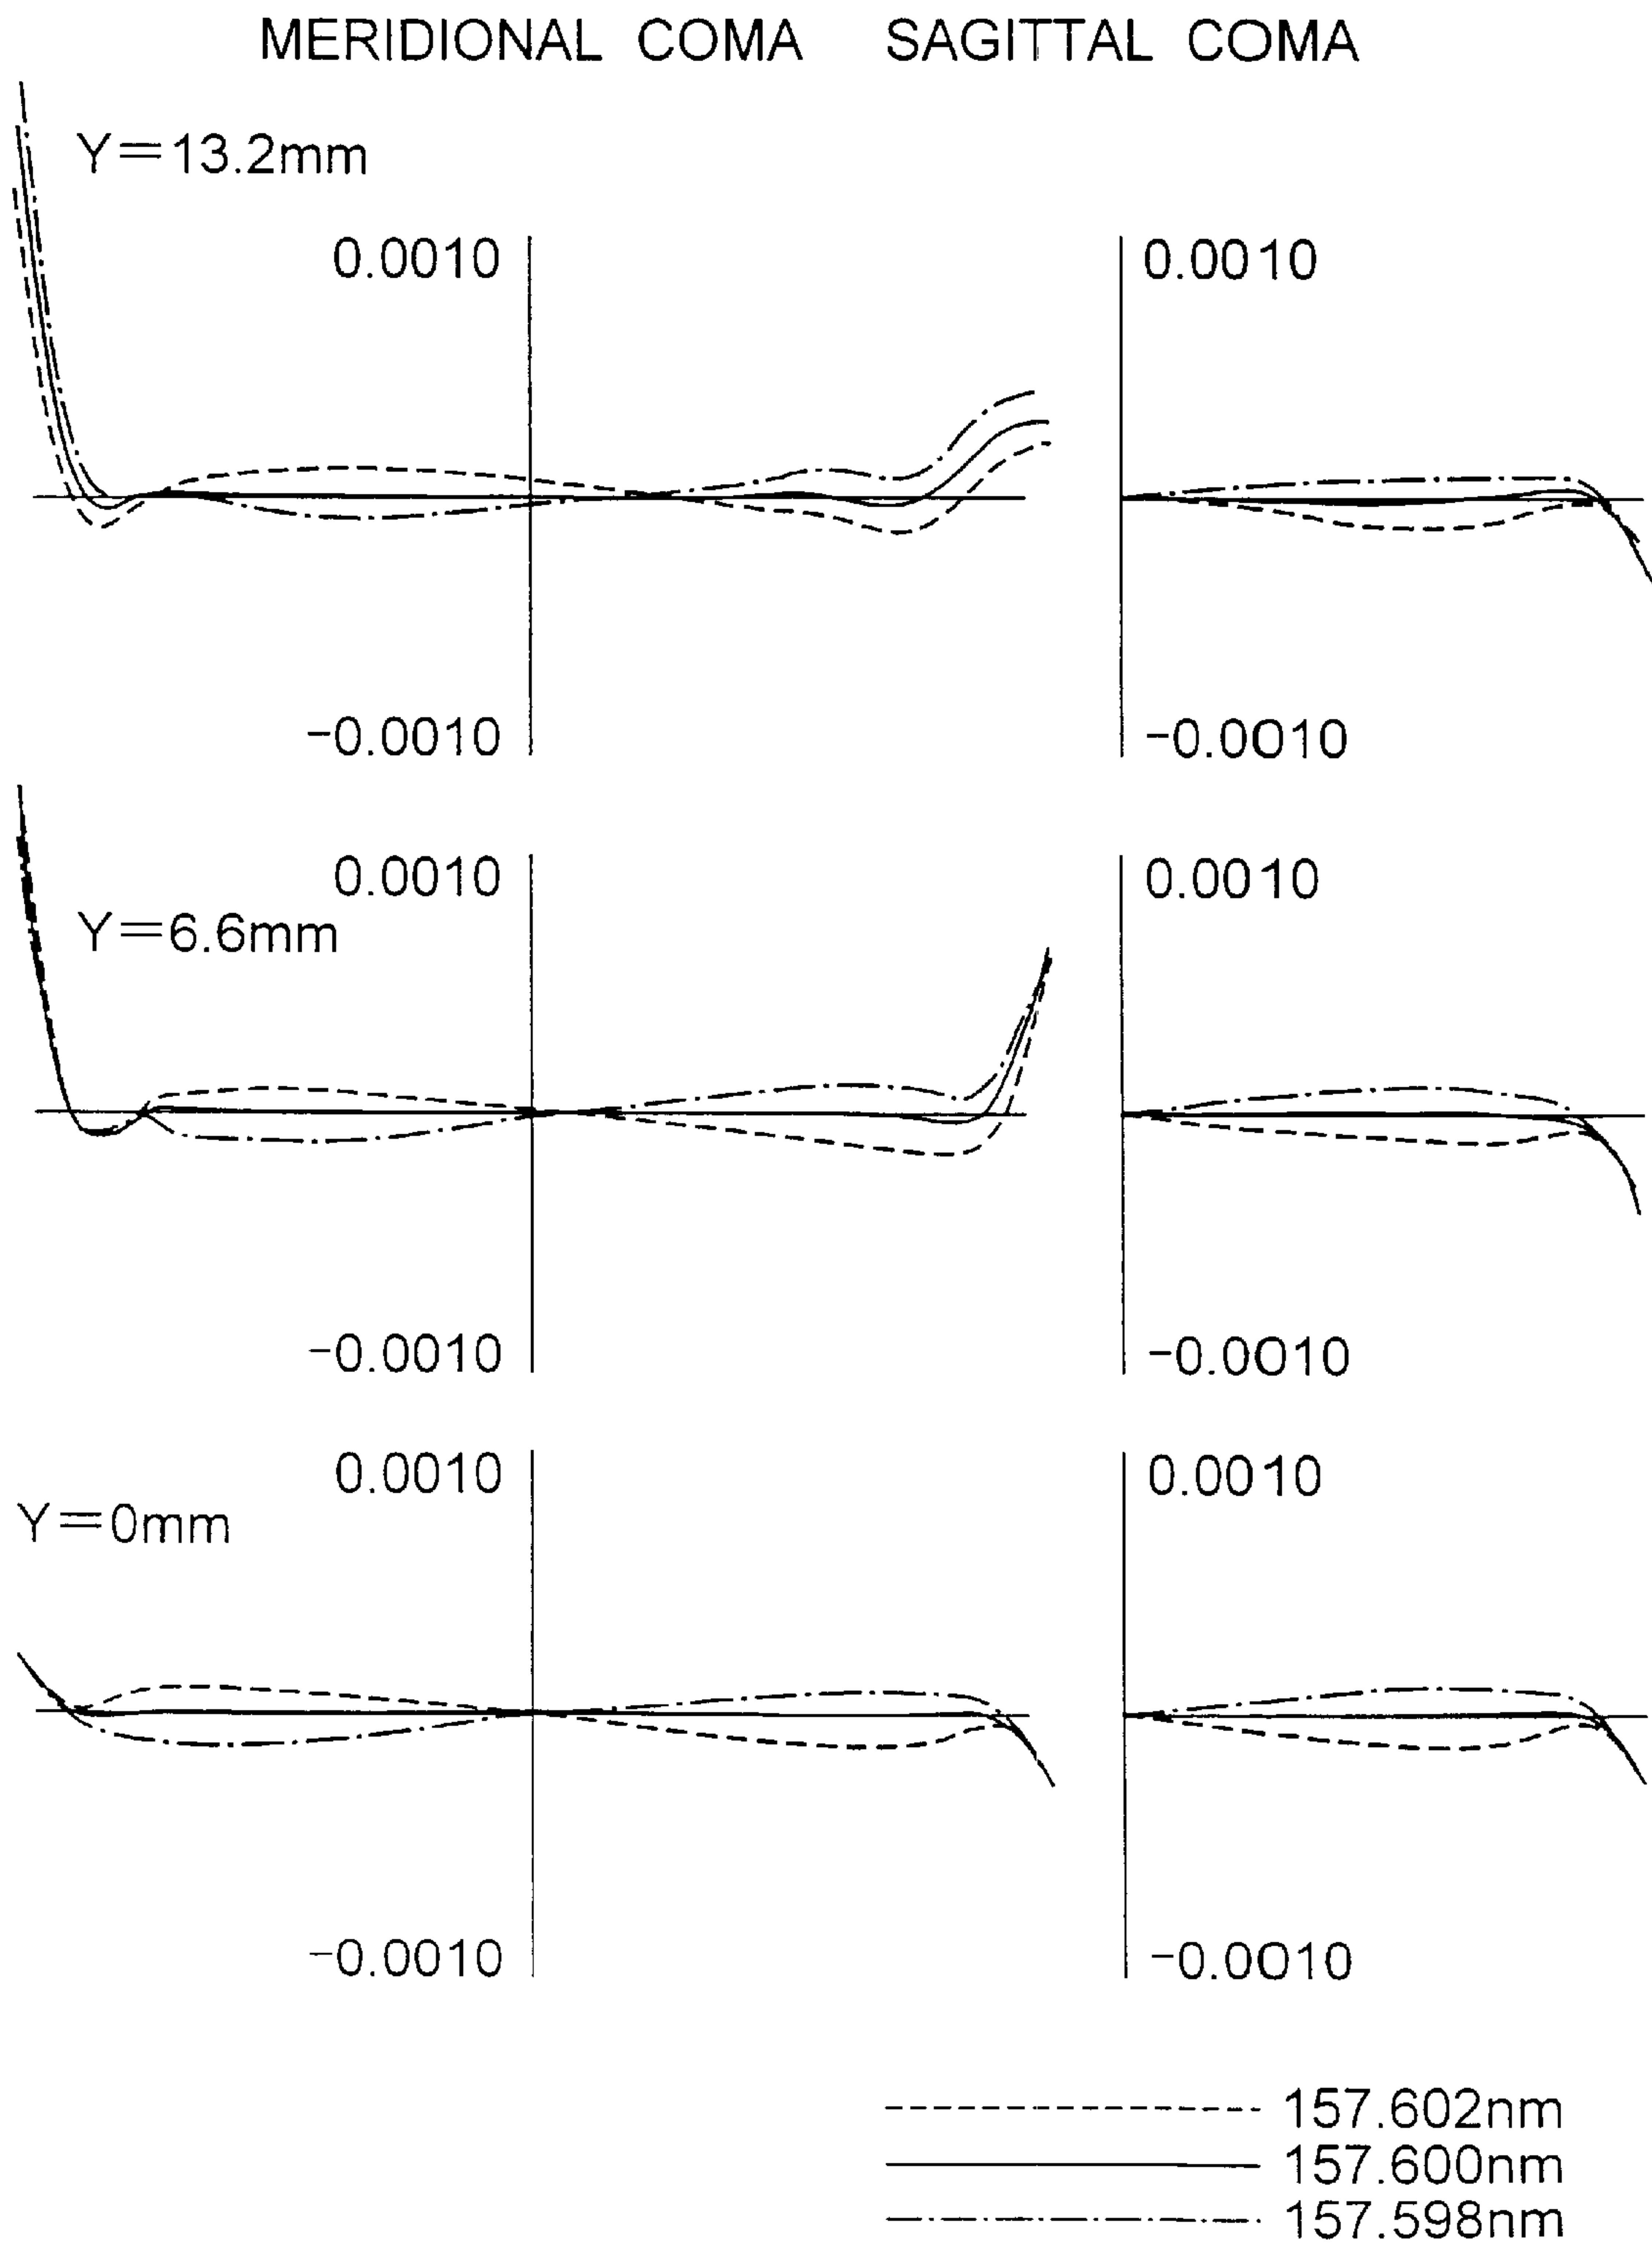 MERIDIONAL COMA SAGITTAL COMA
Y=13.2mm
0.0010 0.0010
-0.0010 -0.0010
0.0010 0.0010
Y=6.6mm
-0.0010 -0.0010
0.0010 0.0010
Y=0mm
-0.0010 -0.0010
157.602nm
157.600nm
157.598nm